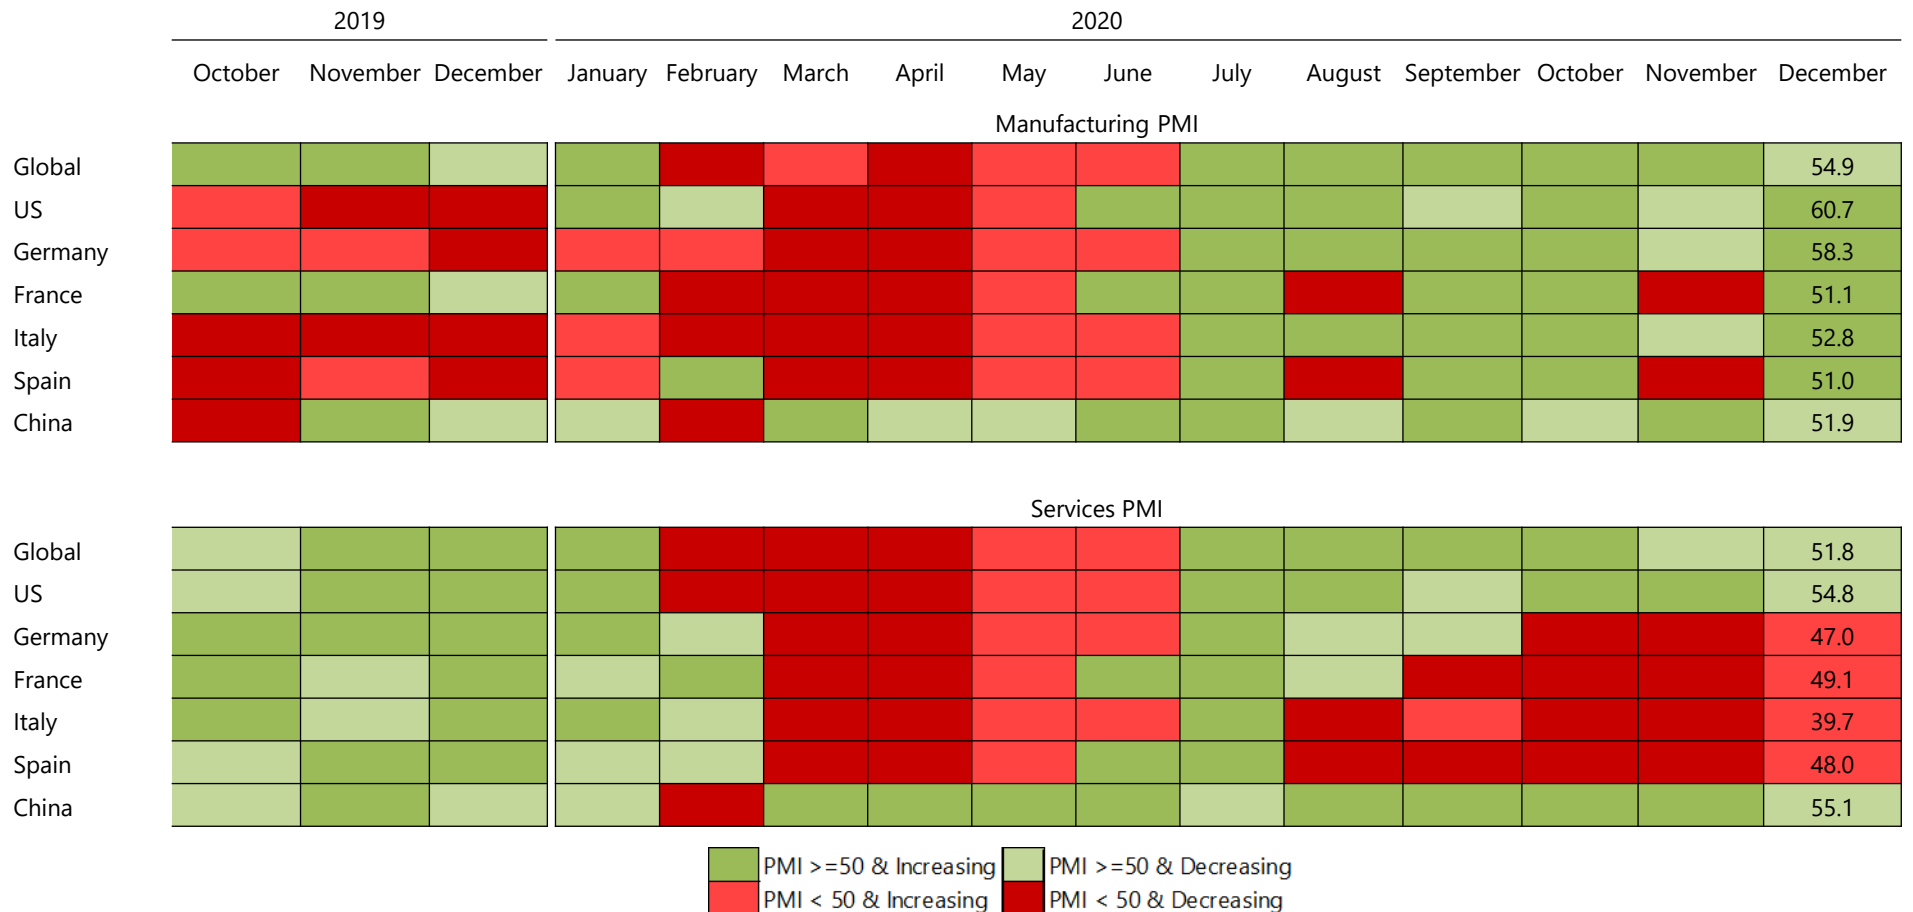 2019 2020
October November December January February March April May June July August September October November December
Manufacturing PMI
Global 54.9
US 60.7
Germany 58.3
France 51.1
Italy 52.8
Spain 51.0
China 51.9
Services PMI
Global 51.8
US 54.8
Germany 47.0
France 49.1
Italy 39.7
Spain 48.0
China 55.1
PMI >=50 & Increasing PMI >=50 & Decreasing
PMI < 50 & Increasing PMI < 50 & Decreasing